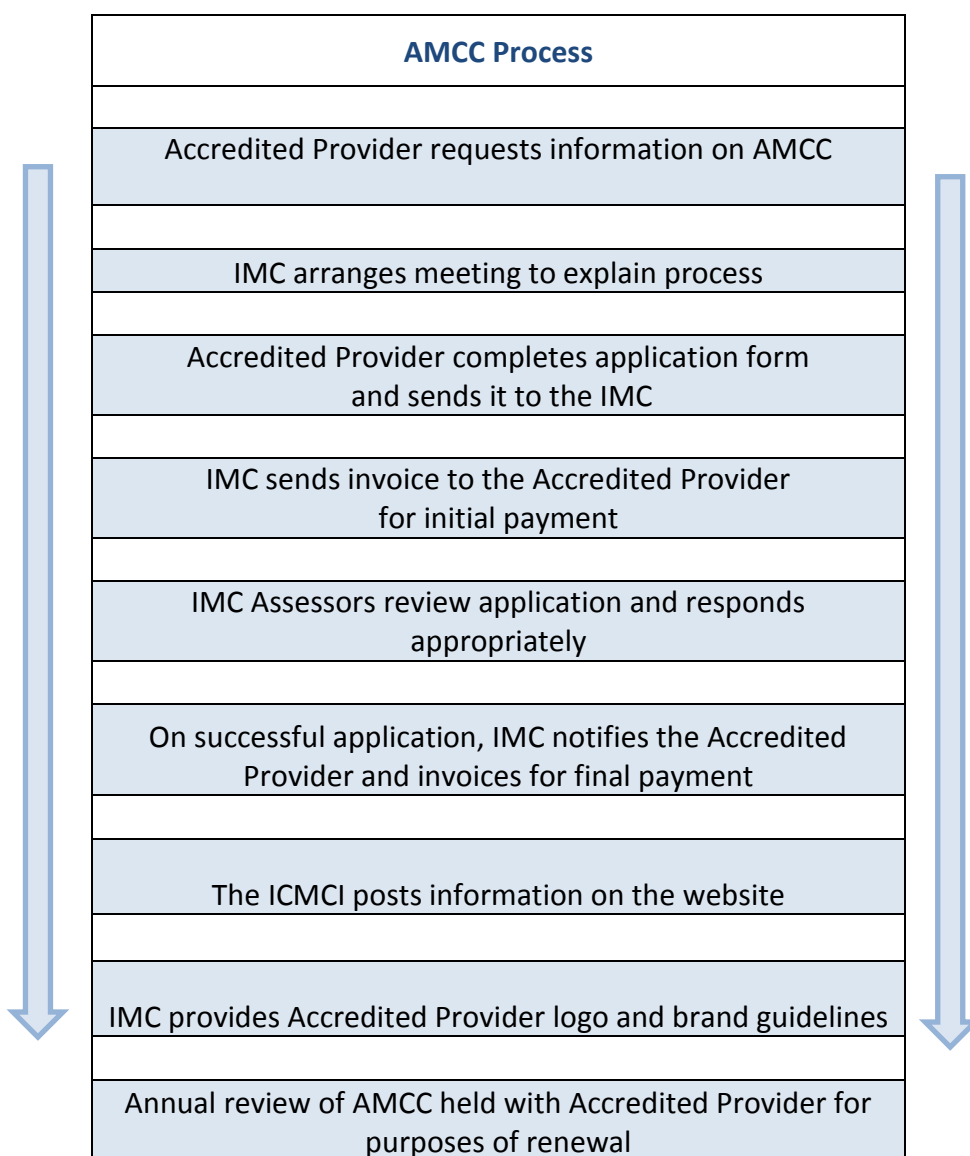 AMCC Process
Accredited Provider requests information on AMCC
IMC arranges meeting to explain process
Accredited Provider completes application form
and sends it to the IMC
IMC sends invoice to the Accredited Provider
for initial payment
IMC Assessors review application and responds
appropriately
On successful application, IMC notifies the Accredited
Provider and invoices for final payment
The ICMCI posts information on the website
IMC provides Accredited Provider logo and brand guidelines
Annual review of AMCC held with Accredited Provider for
purposes of renewal